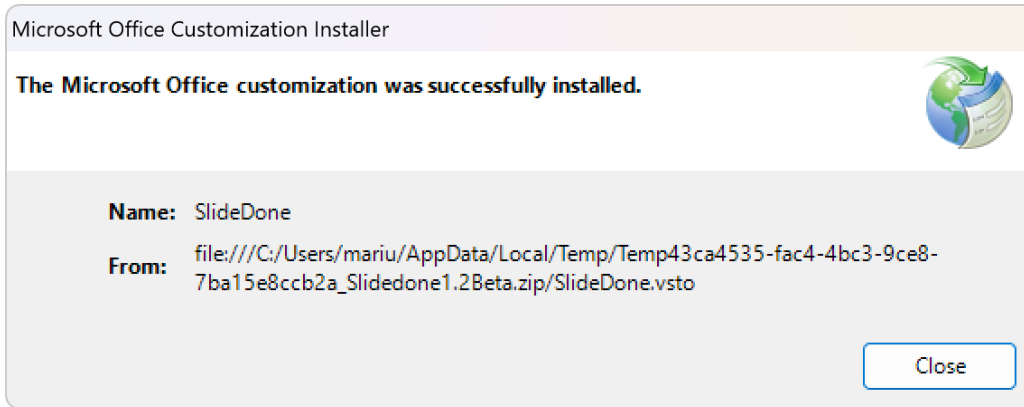 Microsoft Office Customization Installer
The Microsoft Office customization was successfully installed.
Name: SlideDone
From: file:///C:/Users/mariu/AppData/Local/Temp/Temp43ca4535-fac4-4bc3-9ce8-
7ba15e8ccb2a_Slidedone1.2Beta.zip/SlideDone.vsto
Close